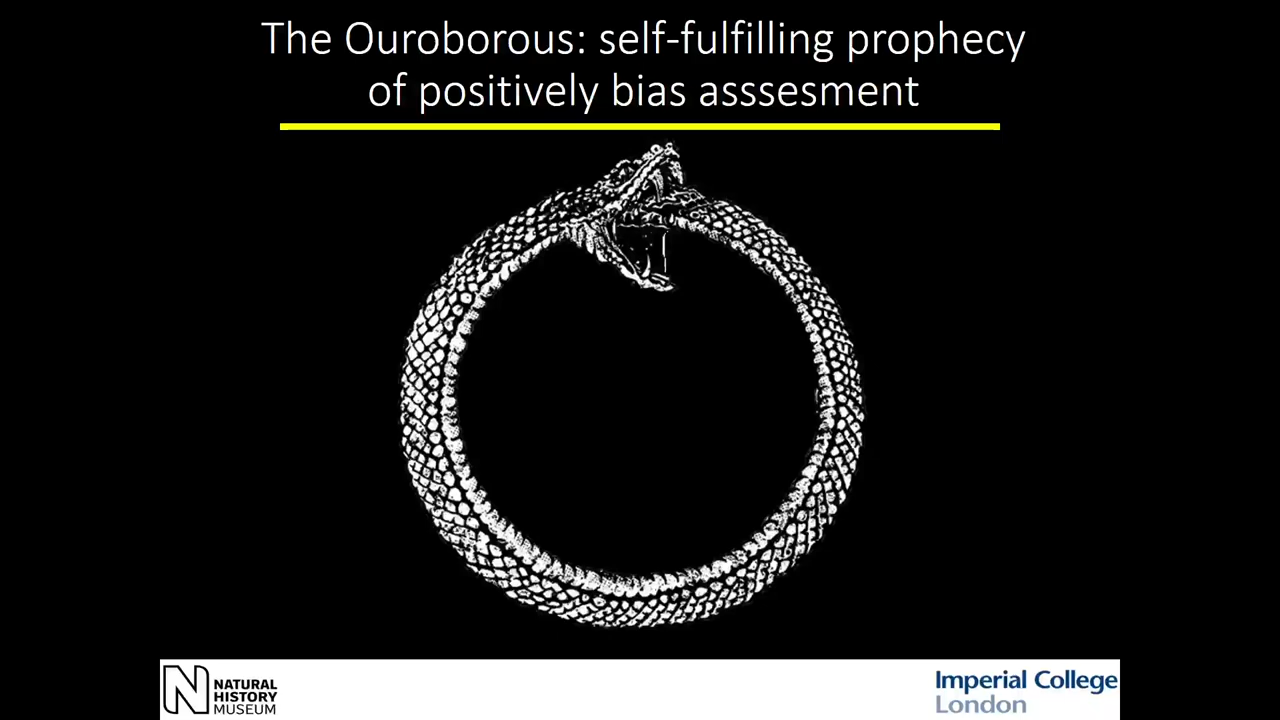 The Ouroborous: self-fulfilling prophecy
of positively bias asssesment
NATURAL
HISTORY
MUSEUM
Imperial College
London